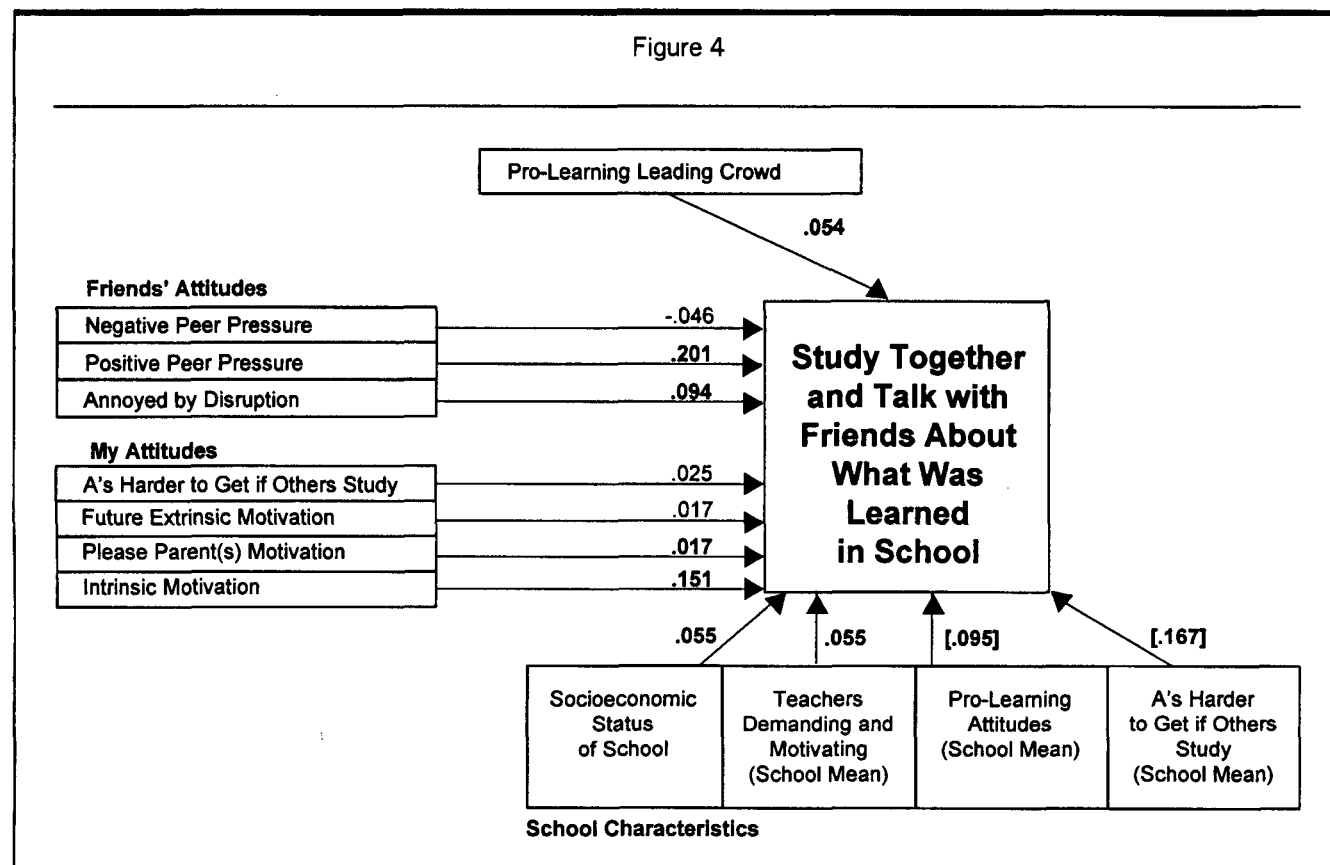 Figure 4
Pro-Learning Leading Crowd
.054
Friends' Attitudes
Negative Peer Pressure
-.046
Positive Peer Pressure
.201
Annoyed by Disruption
.094
My Attitudes
A's Harder to Get if Others Study
.025
Future Extrinsic Motivation
.017
Please Parent(s) Motivation
.017
Intrinsic Motivation
.151
Study Together
and Talk with
Friends About
What Was
Learned
in School
.055
.055
[.095]
[.167]
Socioeconomic
Status
of School
Teachers
Demanding and
Motivating
(School Mean)
Pro-Learning
Attitudes
(School Mean)
A's Harder
to Get if Others
Study
(School Mean)
School Characteristics